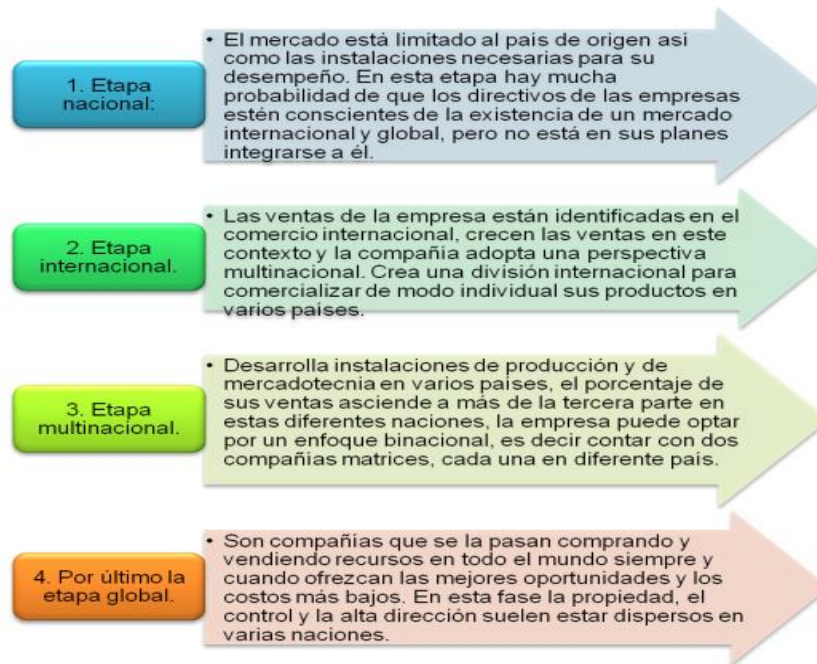 1. Etapa
nacional:
• El mercado está limitado al país de origen así
como las instalaciones necesarias para su
desempeño. En esta etapa hay mucha
probabilidad de que los directivos de las empresas
estén conscientes de la existencia de un mercado
internacional y global, pero no está en sus planes
integrarse a él.
2. Etapa
internacional.
• Las ventas de la empresa están identificadas en el
comercio internacional, crecen las ventas en este
contexto y la compañía adopta una perspectiva
multinacional. Crea una división internacional para
comercializar de modo individual sus productos en
varios países.
3. Etapa
multinacional.
• Desarrolla instalaciones de producción y de
mercadotecnia en varios países, el porcentaje de
sus ventas asciende a más de la tercera parte en
estas diferentes naciones, la empresa puede optar
por un enfoque binacional, es decir contar con dos
compañías matrices, cada una en diferente país.
4. Por último la
etapa global.
• Son compañías que se la pasan comprando y
vendiendo recursos en todo el mundo siempre y
cuando ofrezcan las mejores oportunidades y los
costos más bajos. En esta fase la propiedad, el
control y la alta dirección suelen estar dispersos en
varias naciones.